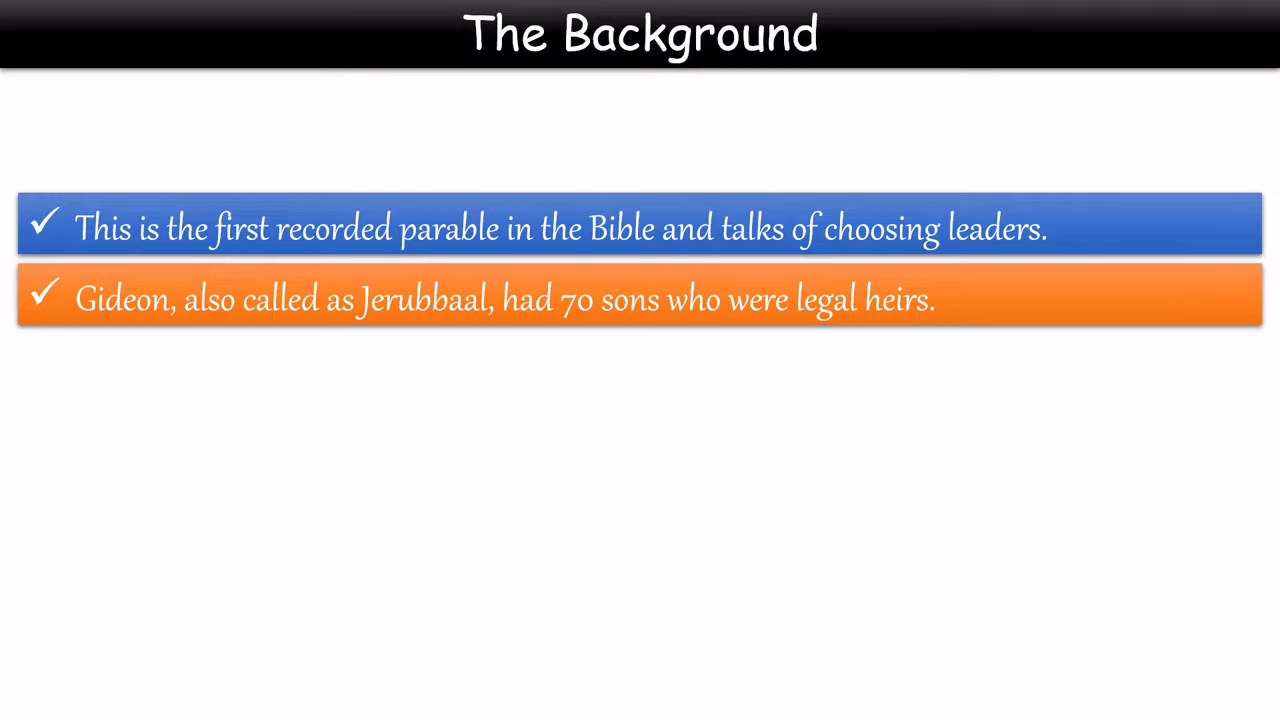 The Background
✓ This is the first recorded parable in the Bible and talks of choosing leaders.
✓ Gideon, also called as Jerubbaal, had 70 sons who were legal heirs.